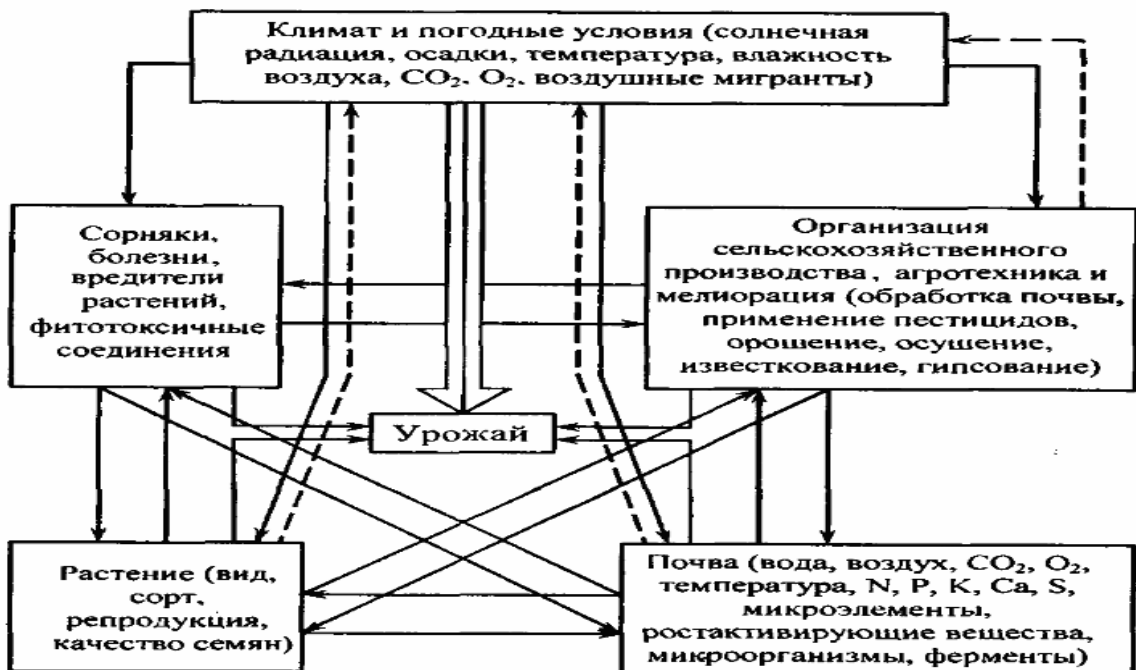 Климат и погодные условия (солнечная
радиация, осадки, температура, влажность
воздуха, CO₂. O₂. воздушные мигранты)
Сорняки,
болезни,
вредители
растений,
фитотоксичные
соединения
Организация
сельскохозяйственного
производства, агротехника и
мелиорация (обработка почвы,
применение пестицидов,
орошение, осушение,
известкование, гипсование)
Урожай
Растение (вид,
сорт,
репродукция,
качество семян)
Почва (вода, воздух, CO₂, O₂,
температура, N, P, K, Ca, S,
микроэлементы,
ростактивирующие вещества,
микроорганизмы, ферменты)